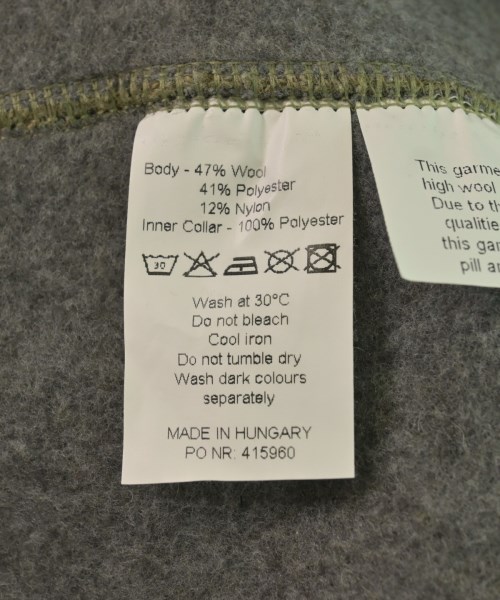 Body - 47% Wool
41% Polyester
12% Nylon
Inner Collar - 100% Polyester
30
Wash at 30°C
Do not bleach
Cool iron
Do not tumble dry
Wash dark colours
separately
MADE IN HUNGARY
PO NR: 415960
This garme
high wool
Due to th
qualitie
this gar
pill a